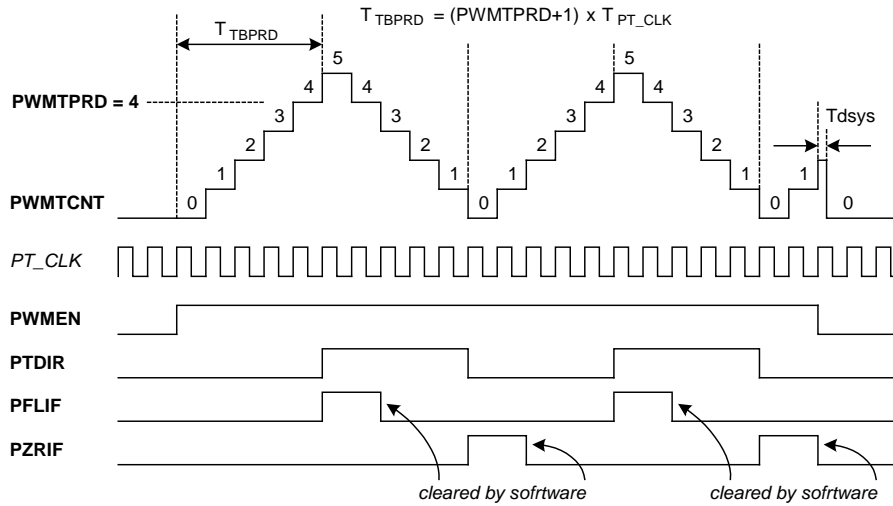 T TBPRD
T TBPRD = (PWMTPRD+1) x T PT_CLK
5 5
4 4 4 4
PWMTPRD = 4
3 3 3 3
Tdsys
2 2 2 2
1 1 1 1 1
PWMTCNT
0 0 0 0
PT_CLK
PWMEN
PTDIR
PFLIF
PZRIF
cleared by sofrtware cleared by sofrtware